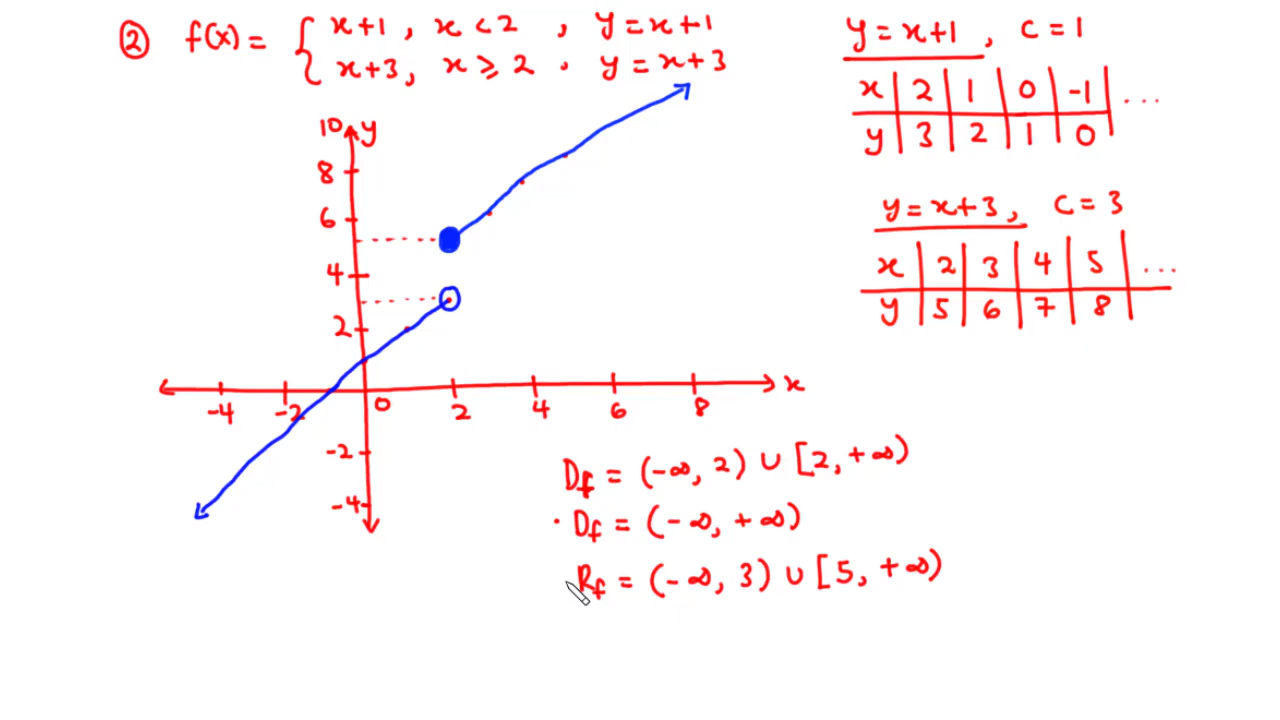 ② f(x) = { x+1, x < 2, y = x+1
x+3, x ⩾ 2. y = x+3
y = x+1, c = 1
x | 2 | 1 | 0 | -1 | ...
y | 3 | 2 | 1 | 0
y = x+3, c = 3
x | 2 | 3 | 4 | 5 | ...
y | 5 | 6 | 7 | 8 |
10 y
8
6
4
2
-4 -2 0 2 4 6 8 x
-2
-4
Df = (-∞, 2) ∪ [2, +∞)
· Df = (-∞, +∞)
Rf = (-∞, 3) ∪ [5, +∞)